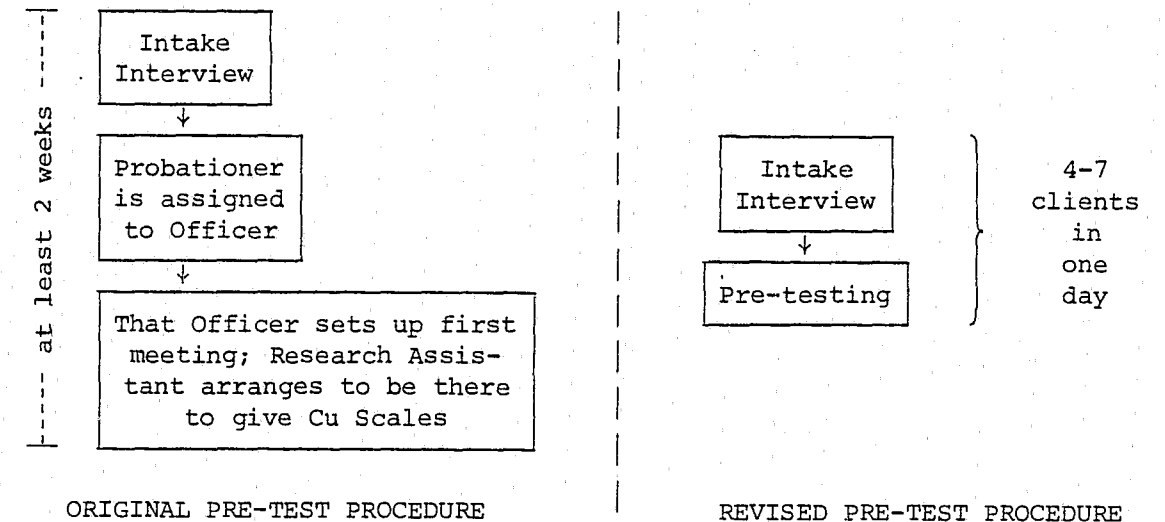 at least 2 weeks
Intake
Interview
Probationer
is assigned
to Officer
That Officer sets up first
meeting; Research Assis-
tant arranges to be there
to give Cu Scales
ORIGINAL PRE-TEST PROCEDURE
Intake
Interview
Pre-testing
4-7
clients
in
one
day
REVISED PRE-TEST PROCEDURE